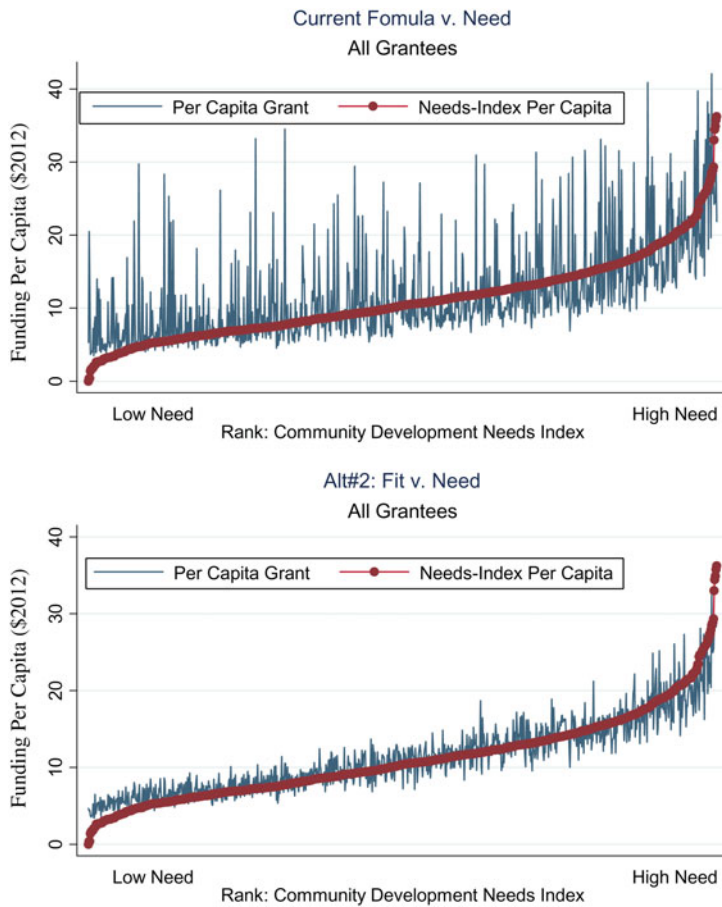 Current Fomula v. Need
All Grantees
40
Per Capita Grant
Needs-Index Per Capita
30
20
10
0
Funding Per Capita ($2012)
Low Need
High Need
Rank: Community Development Needs Index
Alt#2: Fit v. Need
All Grantees
40
Per Capita Grant
Needs-Index Per Capita
30
20
10
0
Funding Per Capita ($2012)
Low Need
High Need
Rank: Community Development Needs Index